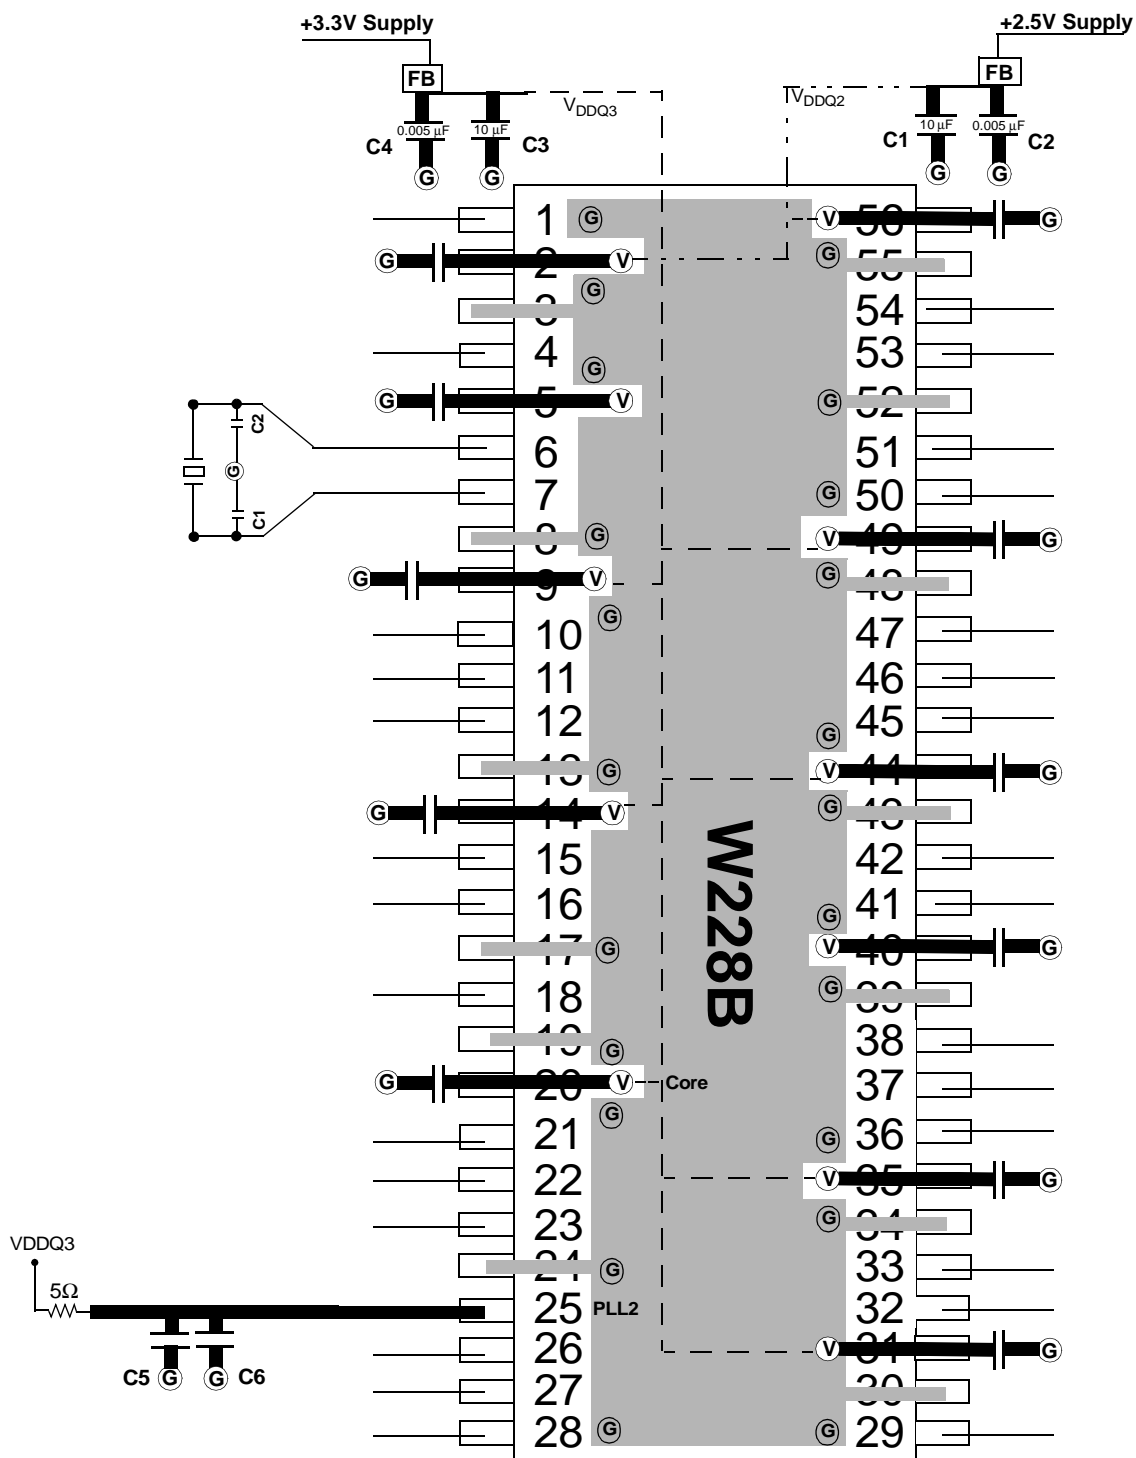 +3.3V Supply
+2.5V Supply
FB
FB
VDDQ3
VDDQ2
0.005 µF
10 µF
10 µF
0.005 µF
C4
C3
C1
C2
G
G
G
G
1
G
V
56
G
G
2
V
G
55
3
G
54
4
53
G
G
5
V
G
52
C2
G
C1
6
51
7
G
50
8
G
V
49
G
G
9
V
G
48
10
G
47
11
46
12
G
45
13
G
V
44
G
G
14
V
G
43
15
42
16
G
41
17
G
V
40
G
W228B
18
G
39
19
G
38
G
20
V
Core
37
G
21
G
36
22
V
35
G
23
G
34
24
G
33
VDDQ3
5Ω
25
PLL2
32
26
V
31
G
C5
G
G
C6
27
30
28
G
G
29